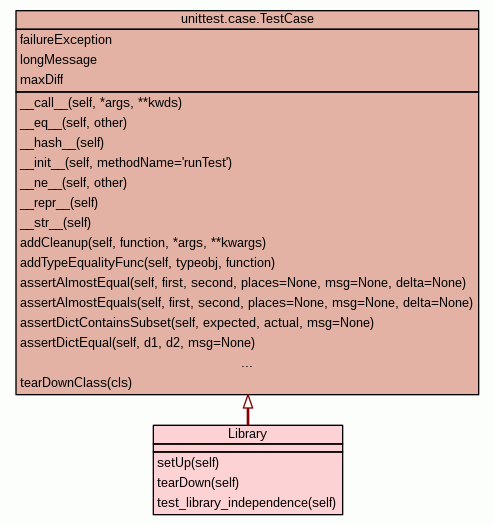 unittest.case.TestCase
failureException
longMessage
maxDiff
__call__(self, *args, **kwds)
__eq__(self, other)
__hash__(self)
__init__(self, methodName='runTest')
__ne__(self, other)
__repr__(self)
__str__(self)
addCleanup(self, function, *args, **kwargs)
addTypeEqualityFunc(self, typeobj, function)
assertAlmostEqual(self, first, second, places=None, msg=None, delta=None)
assertAlmostEquals(self, first, second, places=None, msg=None, delta=None)
assertDictContainsSubset(self, expected, actual, msg=None)
assertDictEqual(self, d1, d2, msg=None)
...
tearDownClass(cls)
Library
setUp(self)
tearDown(self)
test_library_independence(self)